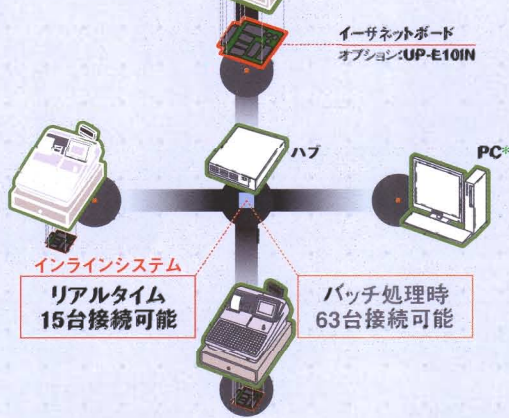 イーサネットボード
オプション:UP-E10IN
ハブ
PC*
インラインシステム
リアルタイム
15台接続可能
バッチ処理時
63台接続可能